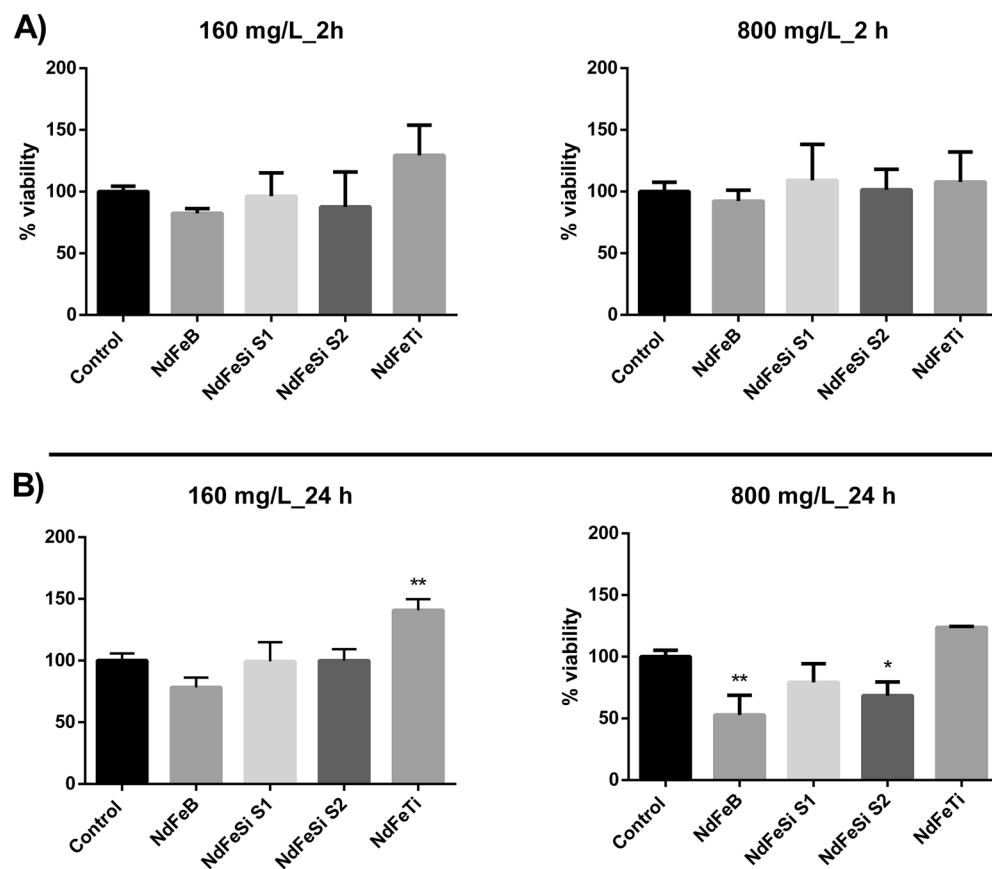 A)
160 mg/L_2h
% viability
200
150
100
50
0
Control
NdFeB
NdFeSi S1
NdFeSi S2
NdFeTi
800 mg/L_2 h
% viability
200
150
100
50
0
Control
NdFeB
NdFeSi S1
NdFeSi S2
NdFeTi
B)
160 mg/L_24 h
200
150
100
50
0
**
Control
NdFeB
NdFeSi S1
NdFeSi S2
NdFeTi
800 mg/L_24 h
% viability
200
150
100
50
0
**
*
Control
NdFeB
NdFeSi S1
NdFeSi S2
NdFeTi